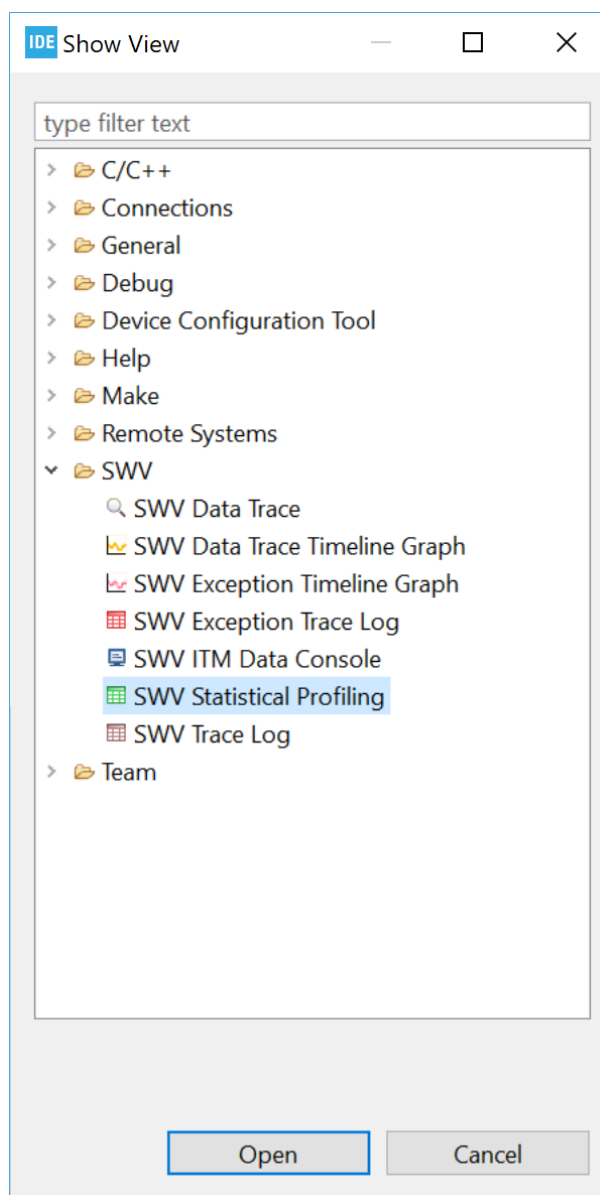 IDE Show View
type filter text
C/C++
Connections
General
Debug
Device Configuration Tool
Help
Make
Remote Systems
SWV
SWV Data Trace
SWV Data Trace Timeline Graph
SWV Exception Timeline Graph
SWV Exception Trace Log
SWV ITM Data Console
SWV Statistical Profiling
SWV Trace Log
Team
Open Cancel